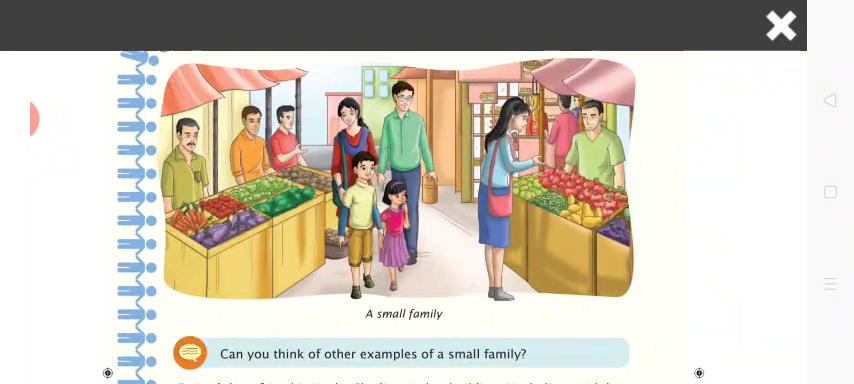 A small family
Can you think of other examples of a small family?